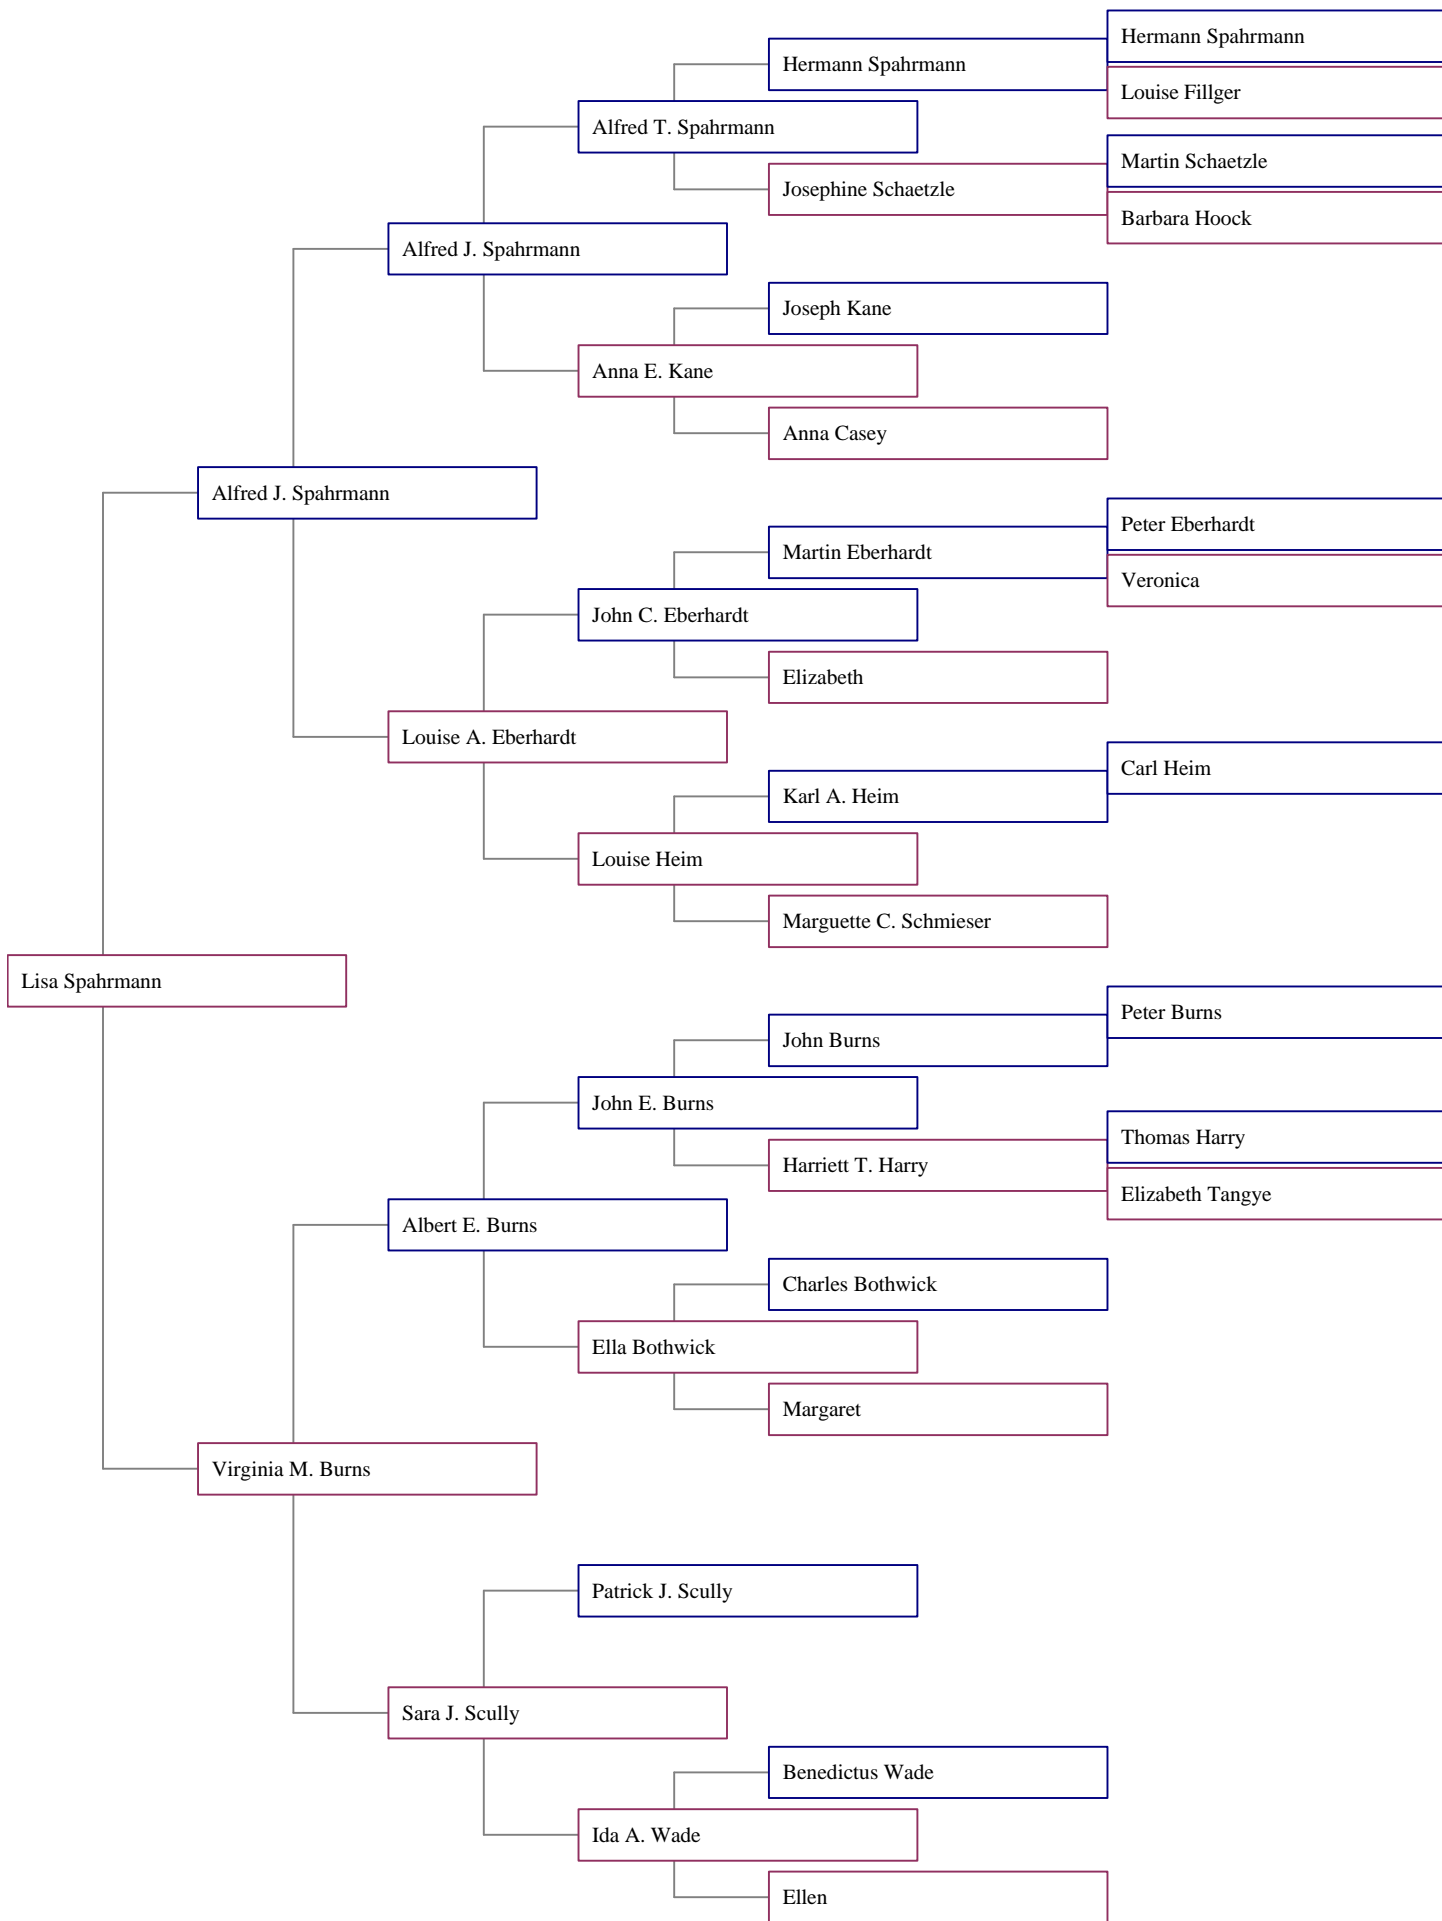 Hermann Spahrmann
Hermann Spahrmann
Louise Fillger
Alfred T. Spahrmann
Martin Schaetzle
Josephine Schaetzle
Barbara Hoock
Alfred J. Spahrmann
Joseph Kane
Anna E. Kane
Anna Casey
Alfred J. Spahrmann
Peter Eberhardt
Martin Eberhardt
Veronica
John C. Eberhardt
Elizabeth
Louise A. Eberhardt
Carl Heim
Karl A. Heim
Louise Heim
Marguette C. Schmieser
Lisa Spahrmann
Peter Burns
John Burns
John E. Burns
Thomas Harry
Harriett T. Harry
Elizabeth Tangye
Albert E. Burns
Charles Bothwick
Ella Bothwick
Margaret
Virginia M. Burns
Patrick J. Scully
Sara J. Scully
Benedictus Wade
Ida A. Wade
Ellen